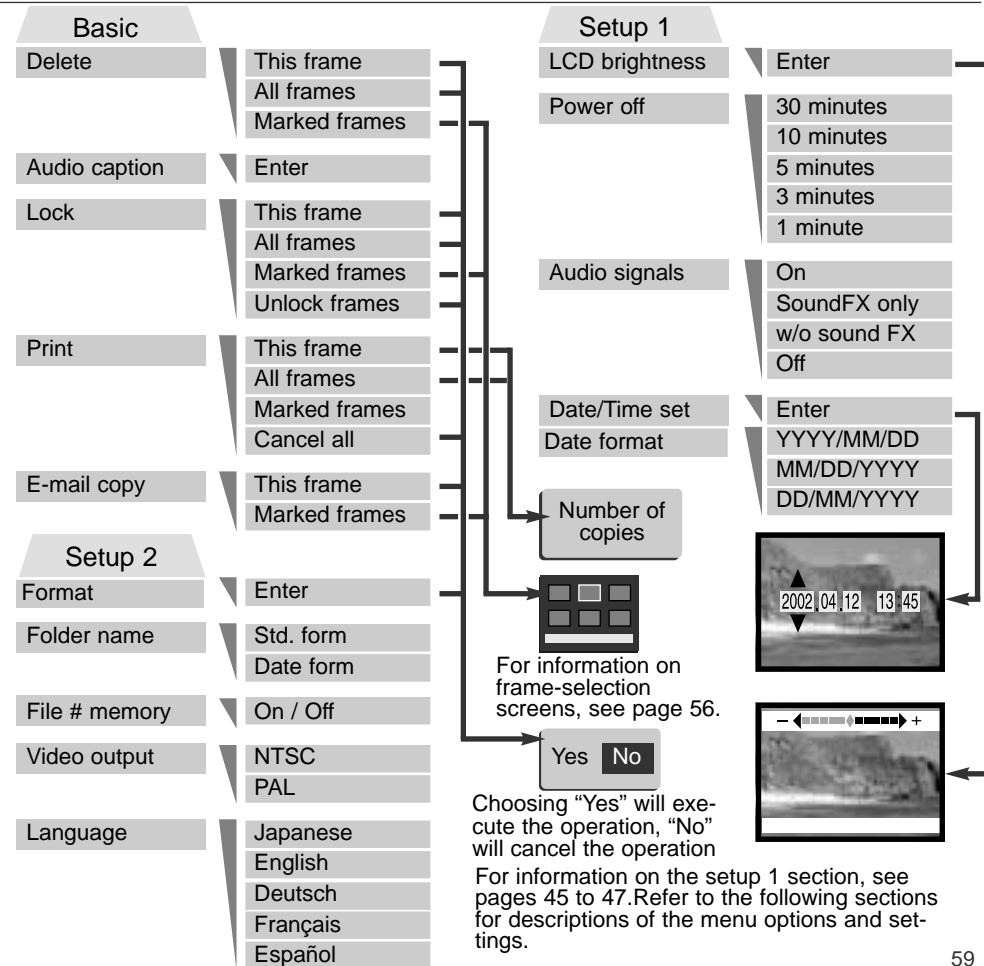 Basic
Delete
This frame
All frames
Marked frames
Audio caption
Enter
Lock
This frame
All frames
Marked frames
Unlock frames
Print
This frame
All frames
Marked frames
Cancel all
E-mail copy
This frame
Marked frames
Setup 2
Format
Enter
Folder name
Std. form
Date form
File # memory
On / Off
Video output
NTSC
PAL
Language
Japanese
English
Deutsch
Français
Español
Setup 1
LCD brightness
Enter
Power off
30 minutes
10 minutes
5 minutes
3 minutes
1 minute
Audio signals
On
SoundFX only
w/o sound FX
Off
Date/Time set
Enter
Date format
YYYY/MM/DD
MM/DD/YYYY
DD/MM/YYYY
Number of
copies
2002.04.12 13:45
For information on
frame-selection
screens, see page 56.
– +
Yes No
Choosing “Yes” will exe-
cute the operation, “No”
will cancel the operation
For information on the setup 1 section, see
pages 45 to 47.Refer to the following sections
for descriptions of the menu options and set-
tings.
59